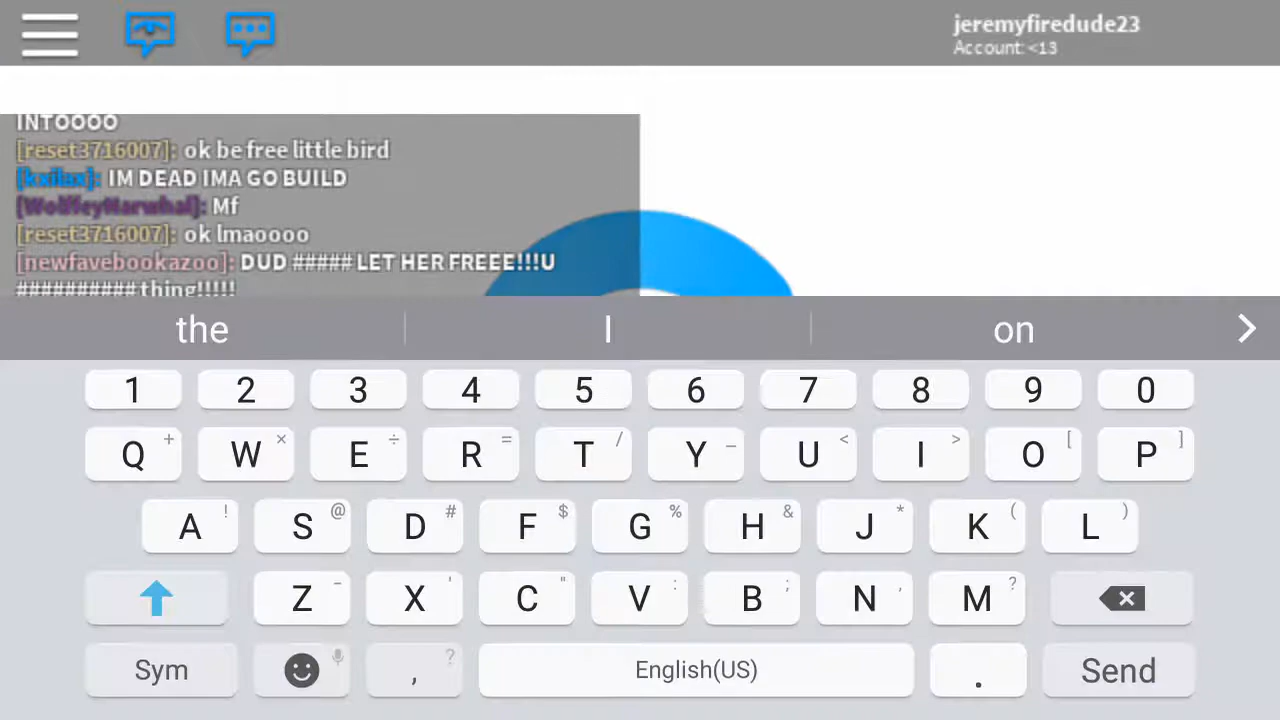 jeremyfiredude23
Account: <13
INTOOOO
[reset3716007]: ok be free little bird
[kxilax]: IM DEAD IMA GO BUILD
[WolffeyNarwhal]: Mf
[reset3716007]: ok lmaoooo
[newfavebookazoo]: DUD ##### LET HER FREEE!!!U
########## thing!!!!!
the I on
1 2 3 4 5 6 7 8 9 0
Q + W × E ÷ R = T / Y _ U < I > O [ P ]
A ! S @ D # F $ G % H & J * K ( L )
Z - X ' C " V : B ; N , M ?
Sym , ? English(US) . Send